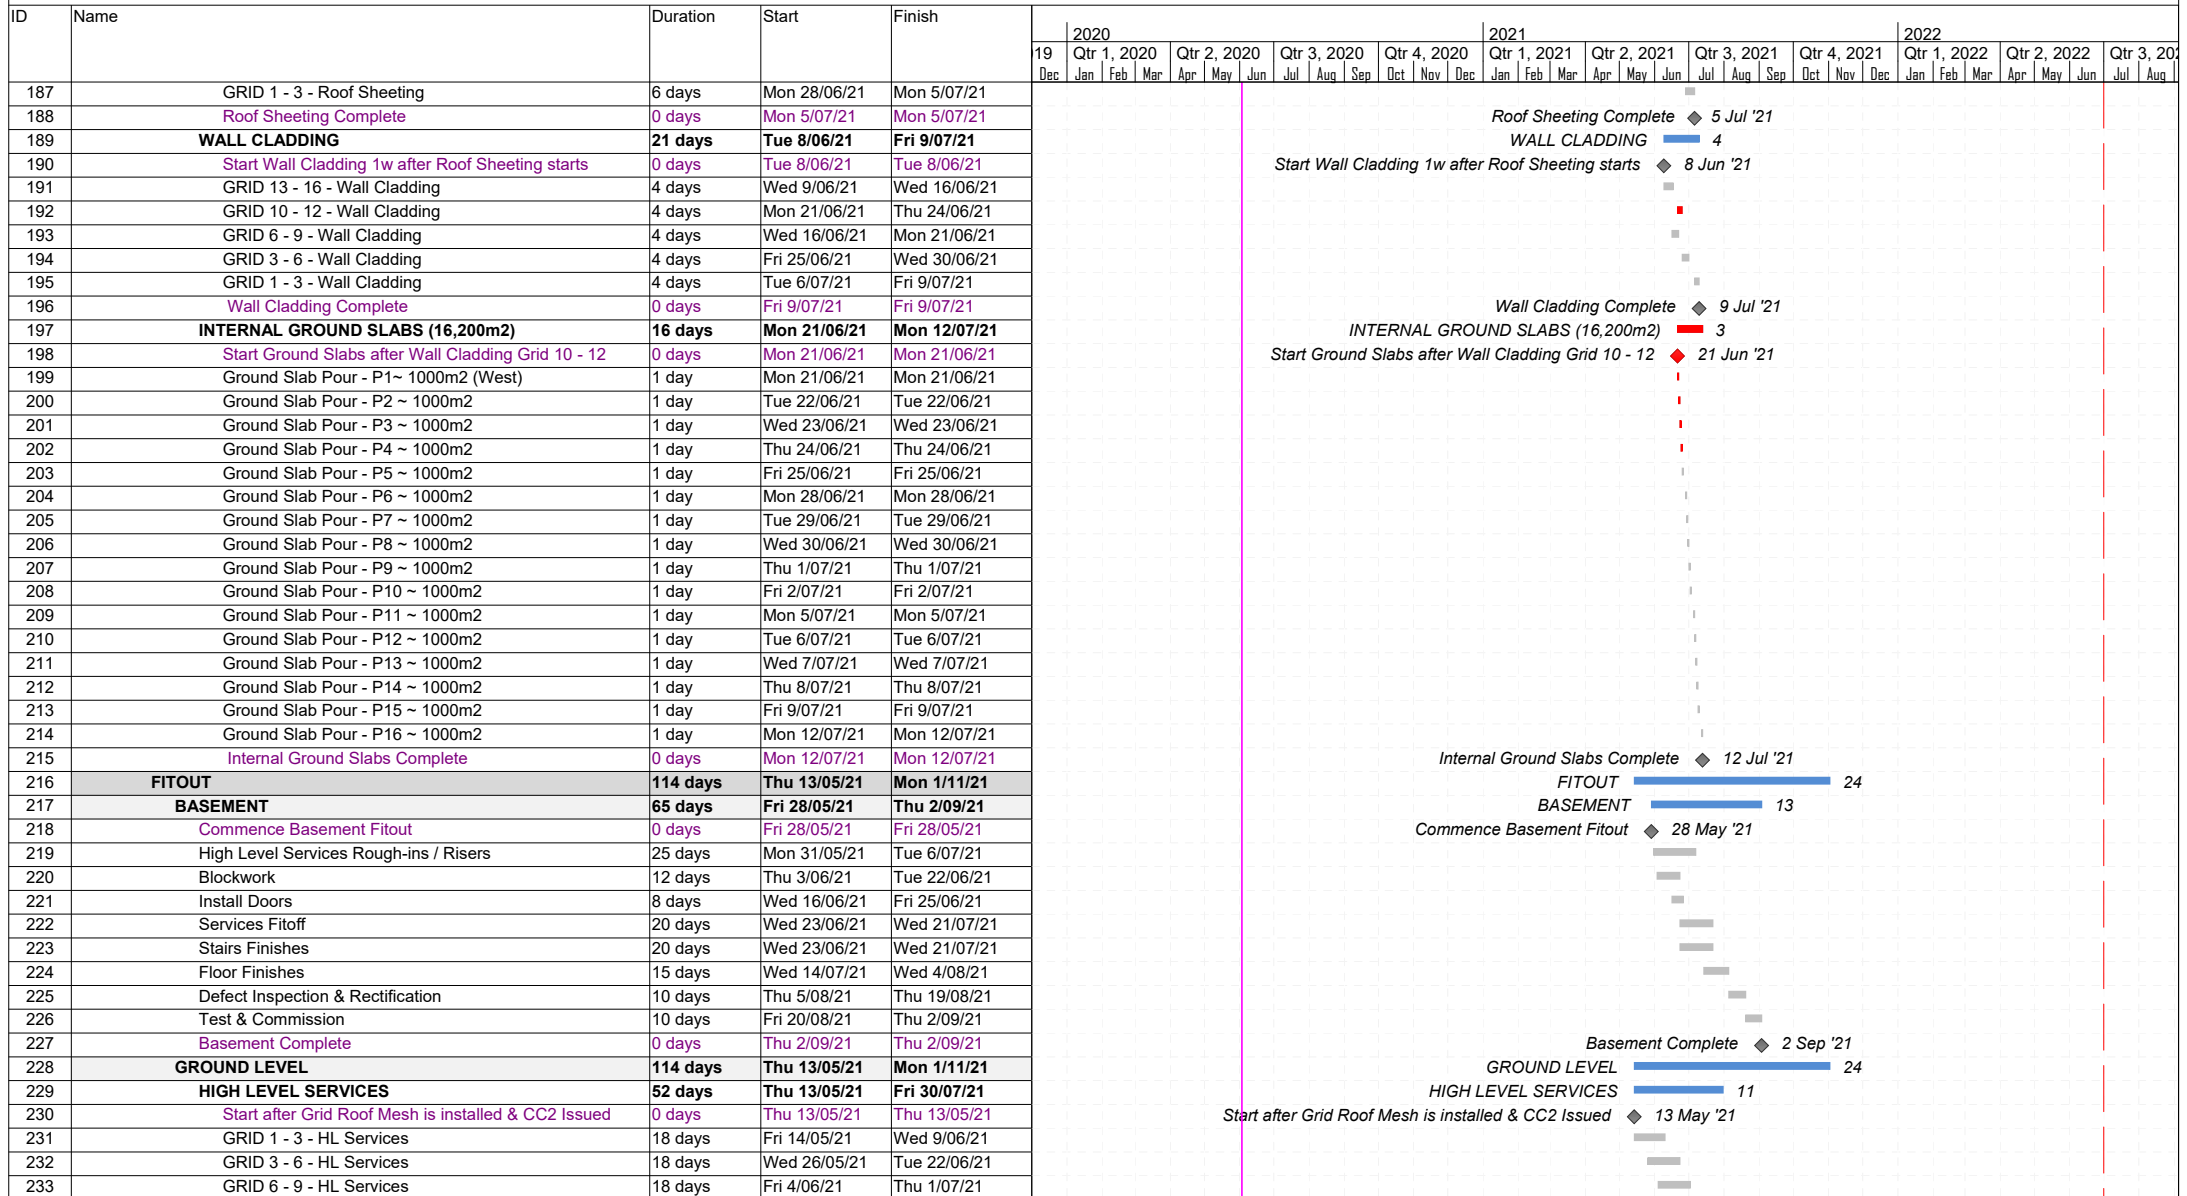 ID Name Duration Start Finish
2020 2021 2022
19 Qtr 1, 2020 Qtr 2, 2020 Qtr 3, 2020 Qtr 4, 2020 Qtr 1, 2021 Qtr 2, 2021 Qtr 3, 2021 Qtr 4, 2021 Qtr 1, 2022 Qtr 2, 2022 Qtr 3, 202
Dec Jan Feb Mar Apr May Jun Jul Aug Sep Oct Nov Dec Jan Feb Mar Apr May Jun Jul Aug Sep Oct Nov Dec Jan Feb Mar Apr May Jun Jul Aug
187 GRID 1 - 3 - Roof Sheeting 6 days Mon 28/06/21 Mon 5/07/21
188 Roof Sheeting Complete 0 days Mon 5/07/21 Mon 5/07/21 Roof Sheeting Complete 5 Jul '21
189 WALL CLADDING 21 days Tue 8/06/21 Fri 9/07/21 WALL CLADDING 4
190 Start Wall Cladding 1w after Roof Sheeting starts 0 days Tue 8/06/21 Tue 8/06/21 Start Wall Cladding 1w after Roof Sheeting starts 8 Jun '21
191 GRID 13 - 16 - Wall Cladding 4 days Wed 9/06/21 Wed 16/06/21
192 GRID 10 - 12 - Wall Cladding 4 days Mon 21/06/21 Thu 24/06/21
193 GRID 6 - 9 - Wall Cladding 4 days Wed 16/06/21 Mon 21/06/21
194 GRID 3 - 6 - Wall Cladding 4 days Fri 25/06/21 Wed 30/06/21
195 GRID 1 - 3 - Wall Cladding 4 days Tue 6/07/21 Fri 9/07/21
196 Wall Cladding Complete 0 days Fri 9/07/21 Fri 9/07/21 Wall Cladding Complete 9 Jul '21
197 INTERNAL GROUND SLABS (16,200m2) 16 days Mon 21/06/21 Mon 12/07/21 INTERNAL GROUND SLABS (16,200m2) 3
198 Start Ground Slabs after Wall Cladding Grid 10 - 12 0 days Mon 21/06/21 Mon 21/06/21 Start Ground Slabs after Wall Cladding Grid 10 - 12 21 Jun '21
199 Ground Slab Pour - P1~ 1000m2 (West) 1 day Mon 21/06/21 Mon 21/06/21
200 Ground Slab Pour - P2 ~ 1000m2 1 day Tue 22/06/21 Tue 22/06/21
201 Ground Slab Pour - P3 ~ 1000m2 1 day Wed 23/06/21 Wed 23/06/21
202 Ground Slab Pour - P4 ~ 1000m2 1 day Thu 24/06/21 Thu 24/06/21
203 Ground Slab Pour - P5 ~ 1000m2 1 day Fri 25/06/21 Fri 25/06/21
204 Ground Slab Pour - P6 ~ 1000m2 1 day Mon 28/06/21 Mon 28/06/21
205 Ground Slab Pour - P7 ~ 1000m2 1 day Tue 29/06/21 Tue 29/06/21
206 Ground Slab Pour - P8 ~ 1000m2 1 day Wed 30/06/21 Wed 30/06/21
207 Ground Slab Pour - P9 ~ 1000m2 1 day Thu 1/07/21 Thu 1/07/21
208 Ground Slab Pour - P10 ~ 1000m2 1 day Fri 2/07/21 Fri 2/07/21
209 Ground Slab Pour - P11 ~ 1000m2 1 day Mon 5/07/21 Mon 5/07/21
210 Ground Slab Pour - P12 ~ 1000m2 1 day Tue 6/07/21 Tue 6/07/21
211 Ground Slab Pour - P13 ~ 1000m2 1 day Wed 7/07/21 Wed 7/07/21
212 Ground Slab Pour - P14 ~ 1000m2 1 day Thu 8/07/21 Thu 8/07/21
213 Ground Slab Pour - P15 ~ 1000m2 1 day Fri 9/07/21 Fri 9/07/21
214 Ground Slab Pour - P16 ~ 1000m2 1 day Mon 12/07/21 Mon 12/07/21
215 Internal Ground Slabs Complete 0 days Mon 12/07/21 Mon 12/07/21 Internal Ground Slabs Complete 12 Jul '21
216 FITOUT 114 days Thu 13/05/21 Mon 1/11/21 FITOUT 24
217 BASEMENT 65 days Fri 28/05/21 Thu 2/09/21 BASEMENT 13
218 Commence Basement Fitout 0 days Fri 28/05/21 Fri 28/05/21 Commence Basement Fitout 28 May '21
219 High Level Services Rough-ins / Risers 25 days Mon 31/05/21 Tue 6/07/21
220 Blockwork 12 days Thu 3/06/21 Tue 22/06/21
221 Install Doors 8 days Wed 16/06/21 Fri 25/06/21
222 Services Fitoff 20 days Wed 23/06/21 Wed 21/07/21
223 Stairs Finishes 20 days Wed 23/06/21 Wed 21/07/21
224 Floor Finishes 15 days Wed 14/07/21 Wed 4/08/21
225 Defect Inspection & Rectification 10 days Thu 5/08/21 Thu 19/08/21
226 Test & Commission 10 days Fri 20/08/21 Thu 2/09/21
227 Basement Complete 0 days Thu 2/09/21 Thu 2/09/21 Basement Complete 2 Sep '21
228 GROUND LEVEL 114 days Thu 13/05/21 Mon 1/11/21 GROUND LEVEL 24
229 HIGH LEVEL SERVICES 52 days Thu 13/05/21 Fri 30/07/21 HIGH LEVEL SERVICES 11
230 Start after Grid Roof Mesh is installed & CC2 Issued 0 days Thu 13/05/21 Thu 13/05/21 Start after Grid Roof Mesh is installed & CC2 Issued 13 May '21
231 GRID 1 - 3 - HL Services 18 days Fri 14/05/21 Wed 9/06/21
232 GRID 3 - 6 - HL Services 18 days Wed 26/05/21 Tue 22/06/21
233 GRID 6 - 9 - HL Services 18 days Fri 4/06/21 Thu 1/07/21